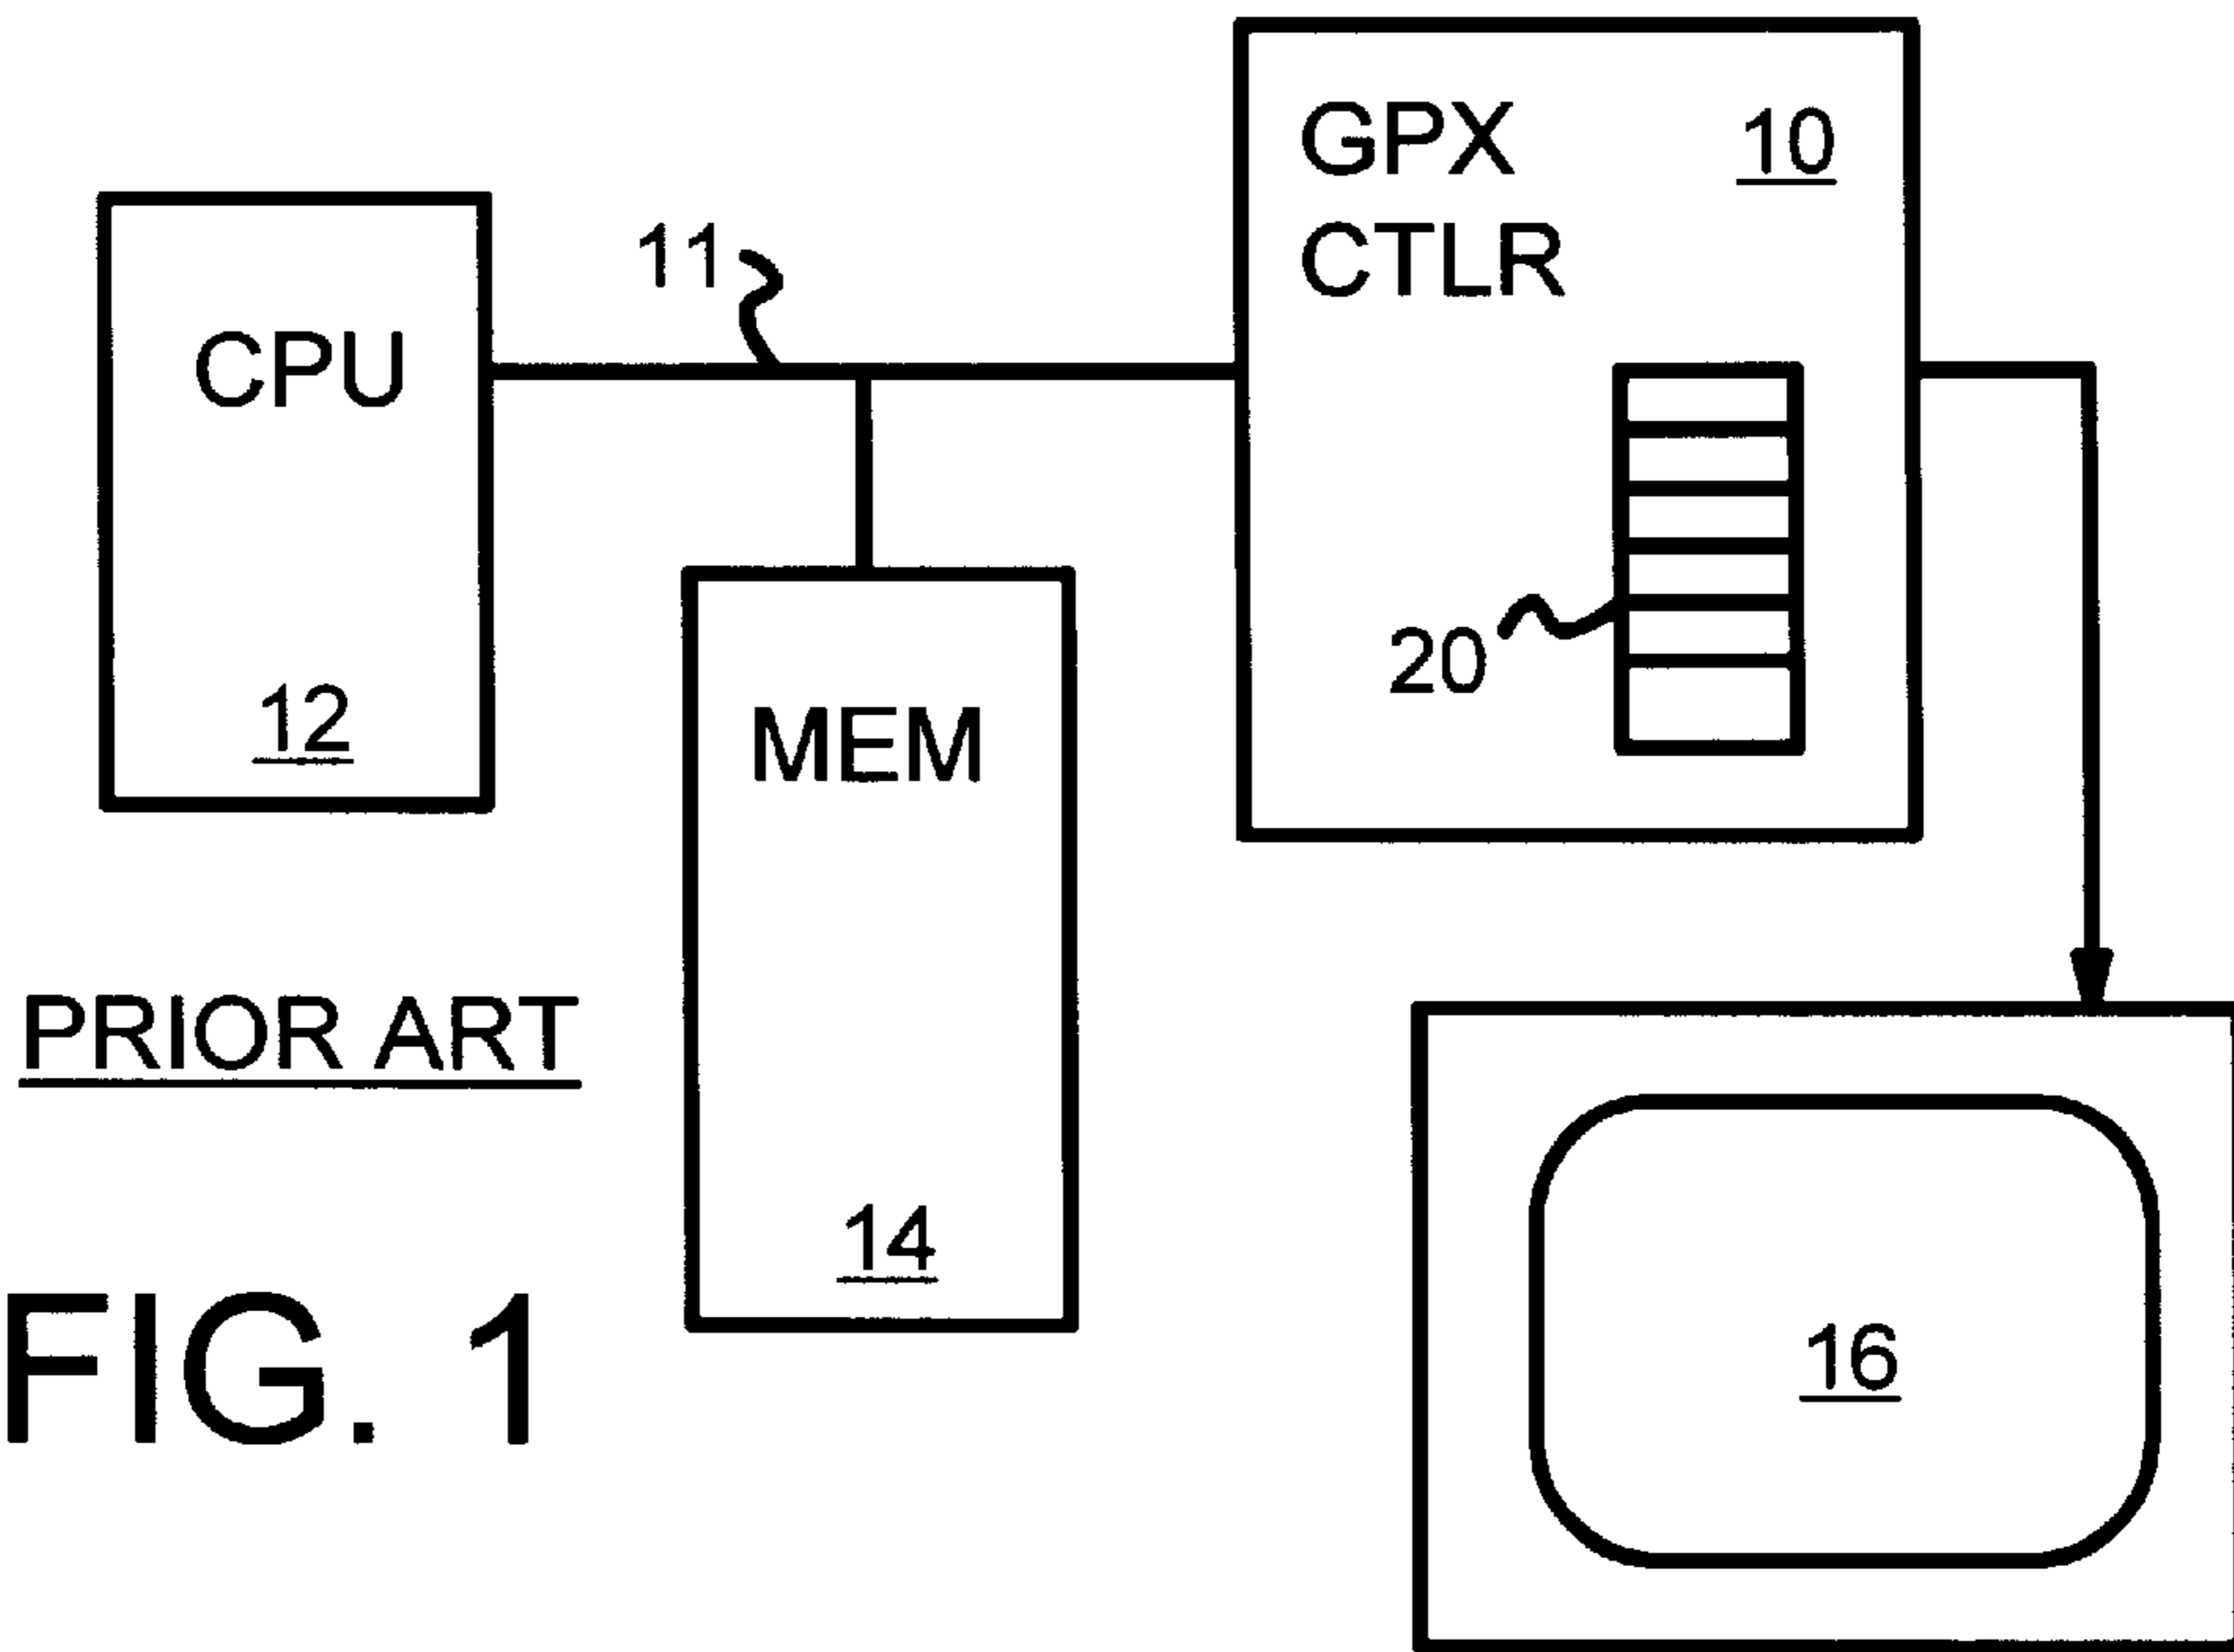 GPX 10
CTLR
11
CPU
20
12
MEM
PRIOR ART
14
FIG. 1
16